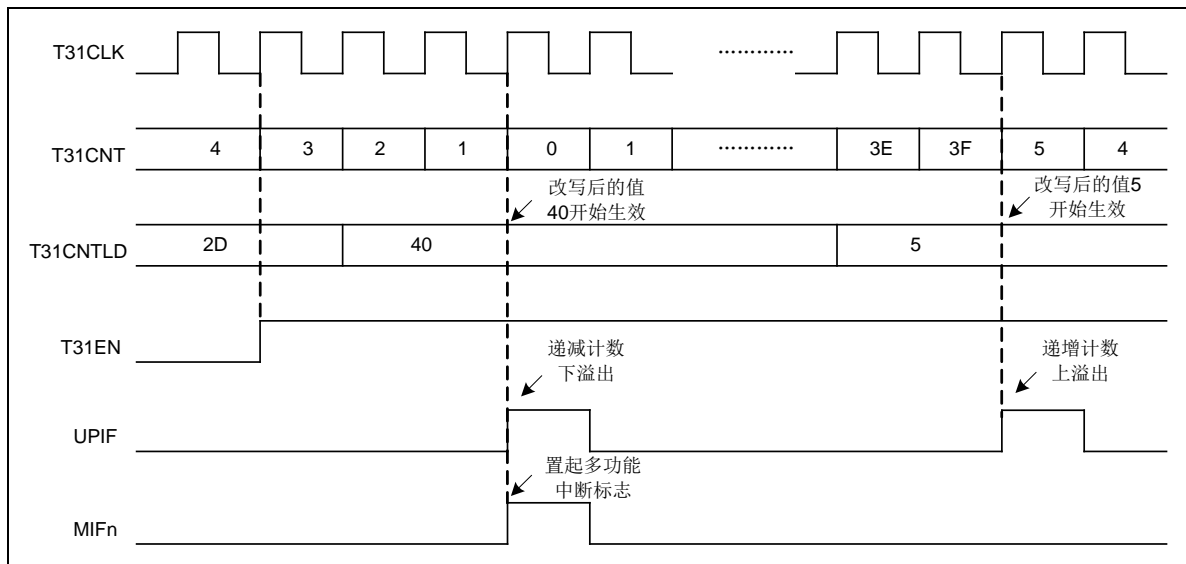 T31CLK
…………
T31CNT
4 3 2 1 0 1 ………… 3E 3F 5 4
改写后的值
40开始生效
改写后的值5
开始生效
T31CNTLD
2D 40 5
T31EN
递减计数
下溢出
递增计数
上溢出
UPIF
置起多功能
中断标志
MIFn